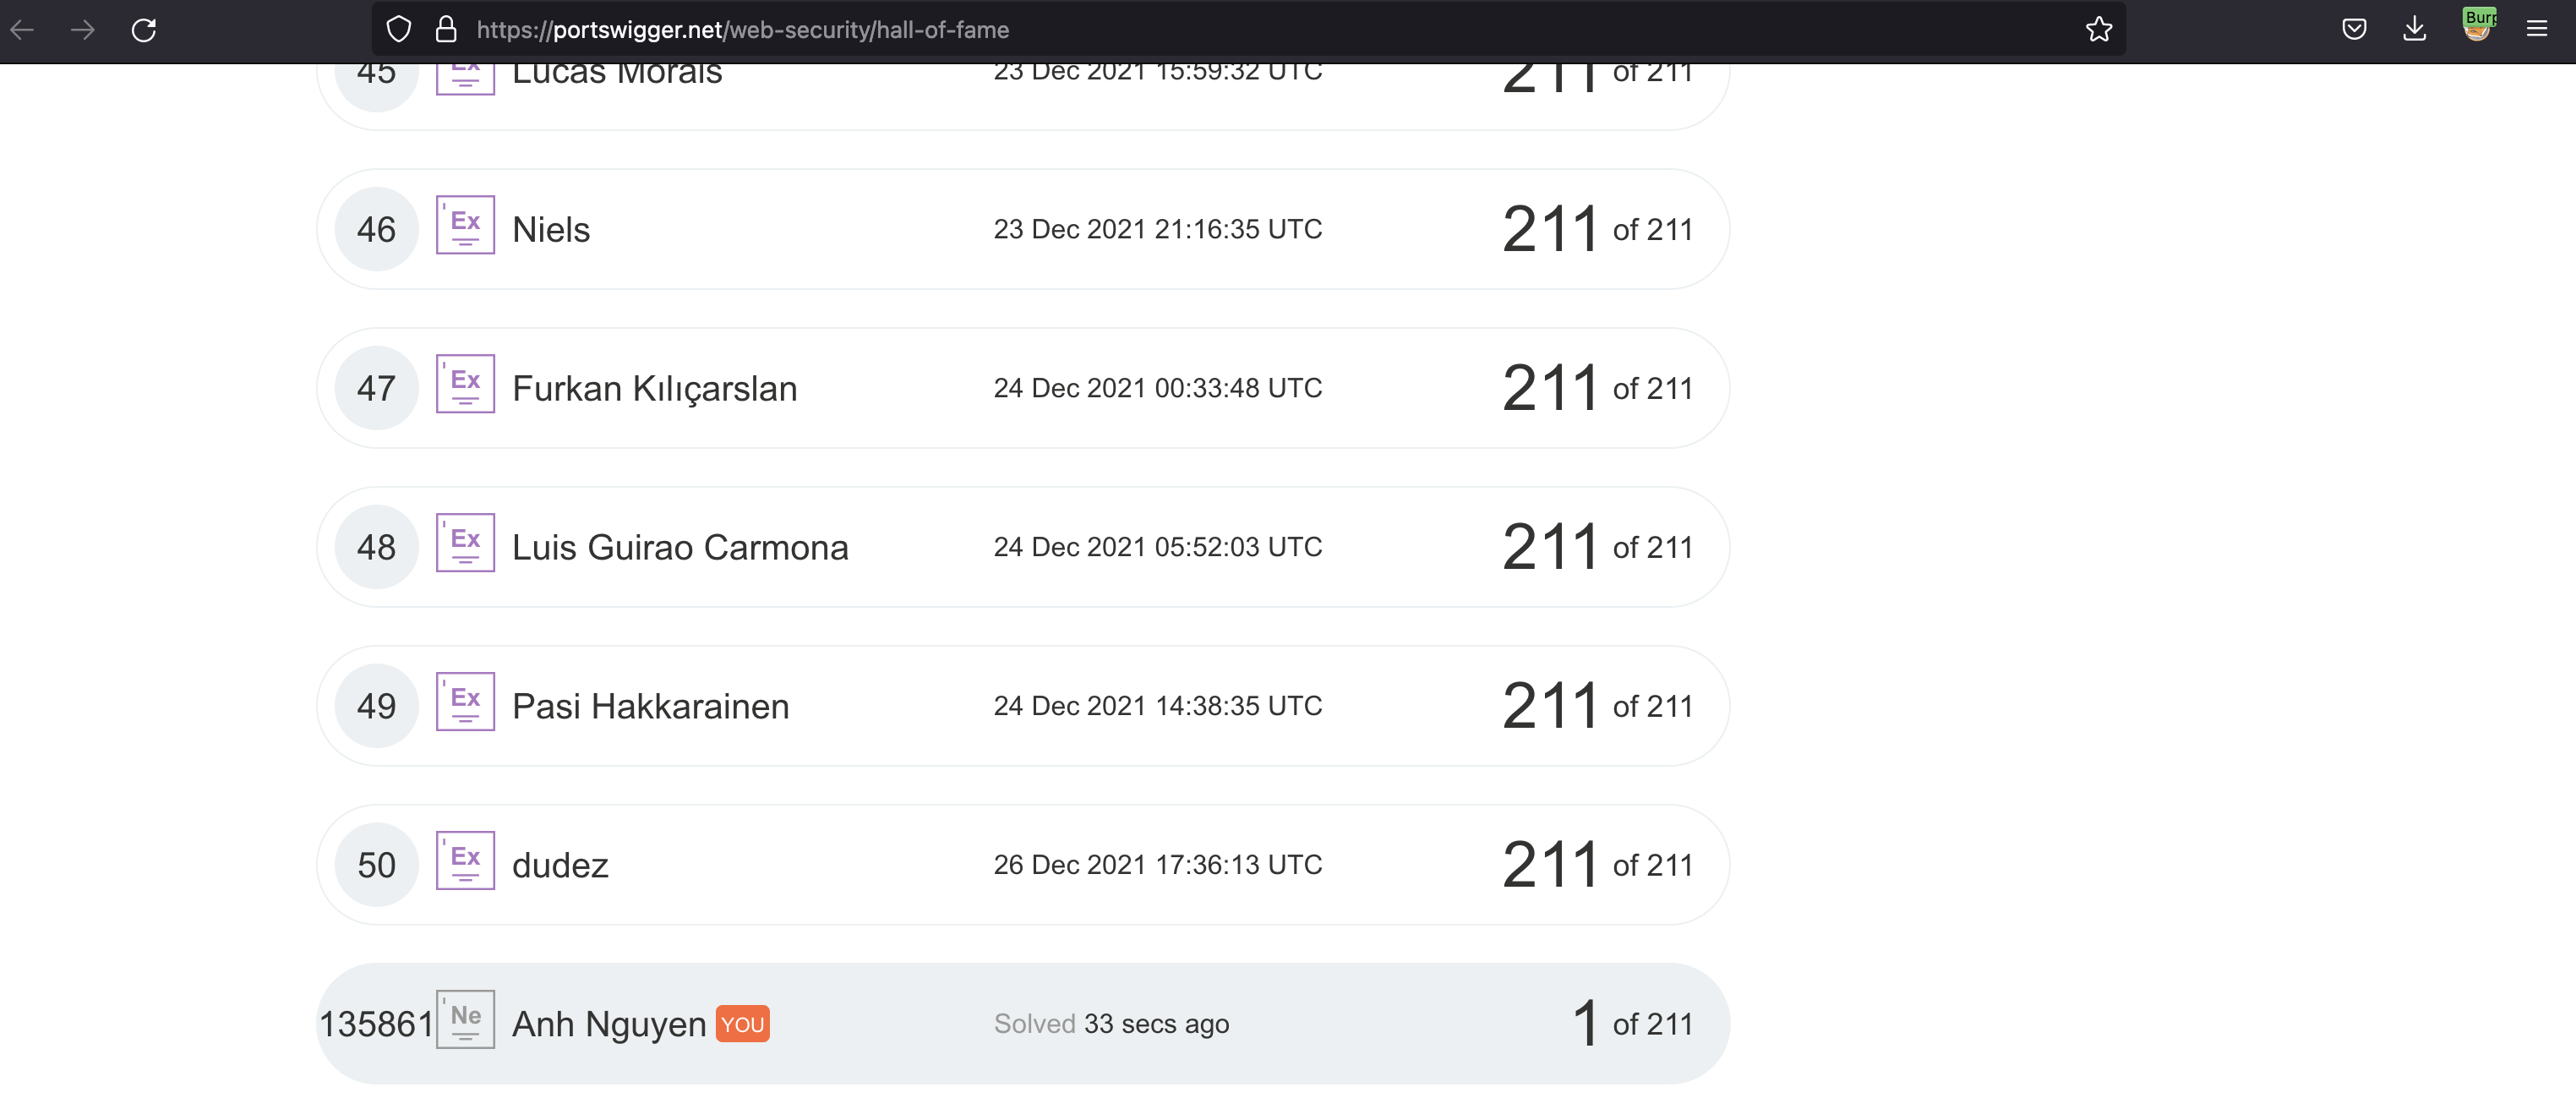 https://portswigger.net/web-security/hall-of-fame
Burp
45 Ex Lucas Morais 23 Dec 2021 15:59:32 UTC 211 of 211
46 Ex Niels 23 Dec 2021 21:16:35 UTC 211 of 211
47 Ex Furkan Kılıçarslan 24 Dec 2021 00:33:48 UTC 211 of 211
48 Ex Luis Guirao Carmona 24 Dec 2021 05:52:03 UTC 211 of 211
49 Ex Pasi Hakkarainen 24 Dec 2021 14:38:35 UTC 211 of 211
50 Ex dudez 26 Dec 2021 17:36:13 UTC 211 of 211
135861 Ne Anh Nguyen YOU Solved 33 secs ago 1 of 211